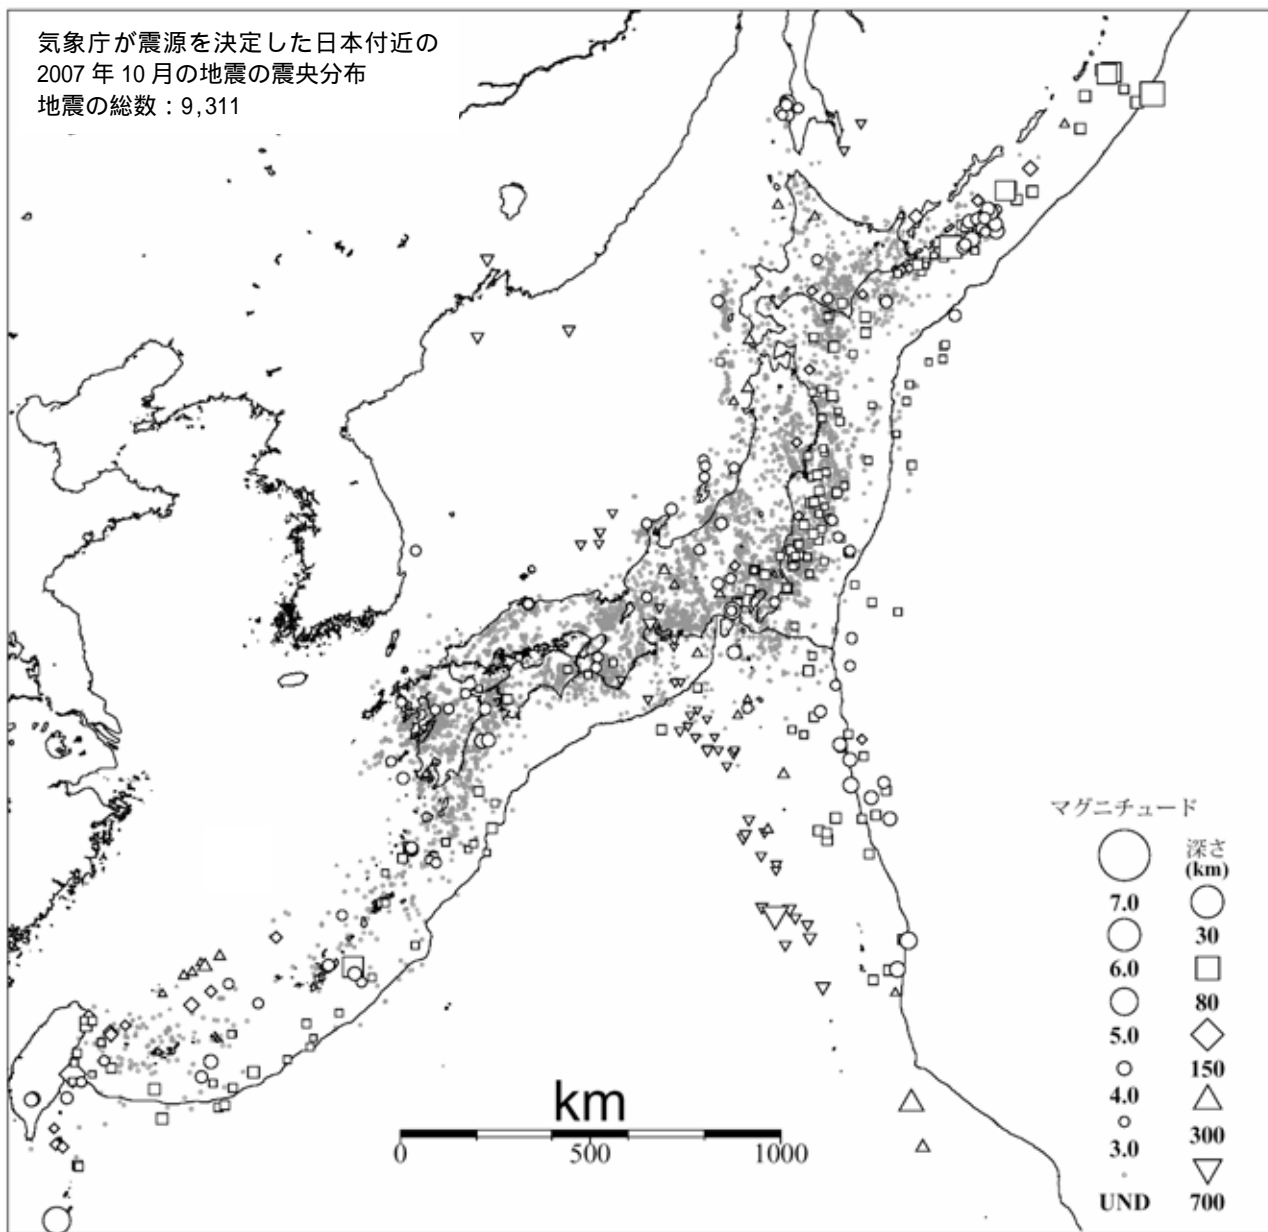 気象庁が震源を決定した日本付近の
2007 年 10 月の地震の震央分布
地震の総数：9,311
マグニチュード
深さ
(km)
7.0
30
6.0
80
5.0
150
4.0
300
3.0
UND 700
km
0 500 1000